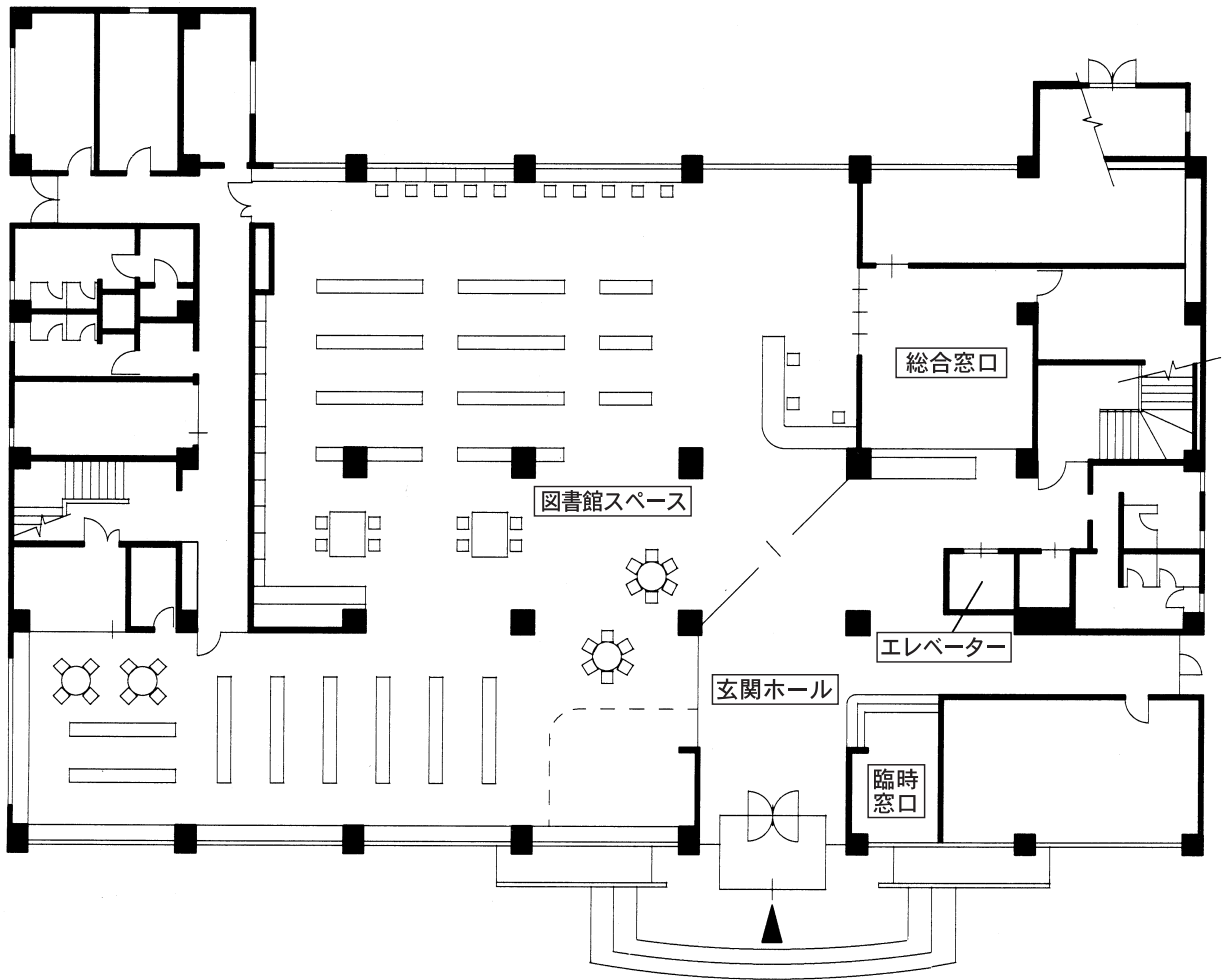 総合窓口
図書館スペース
エレベーター
玄関ホール
臨時
窓口